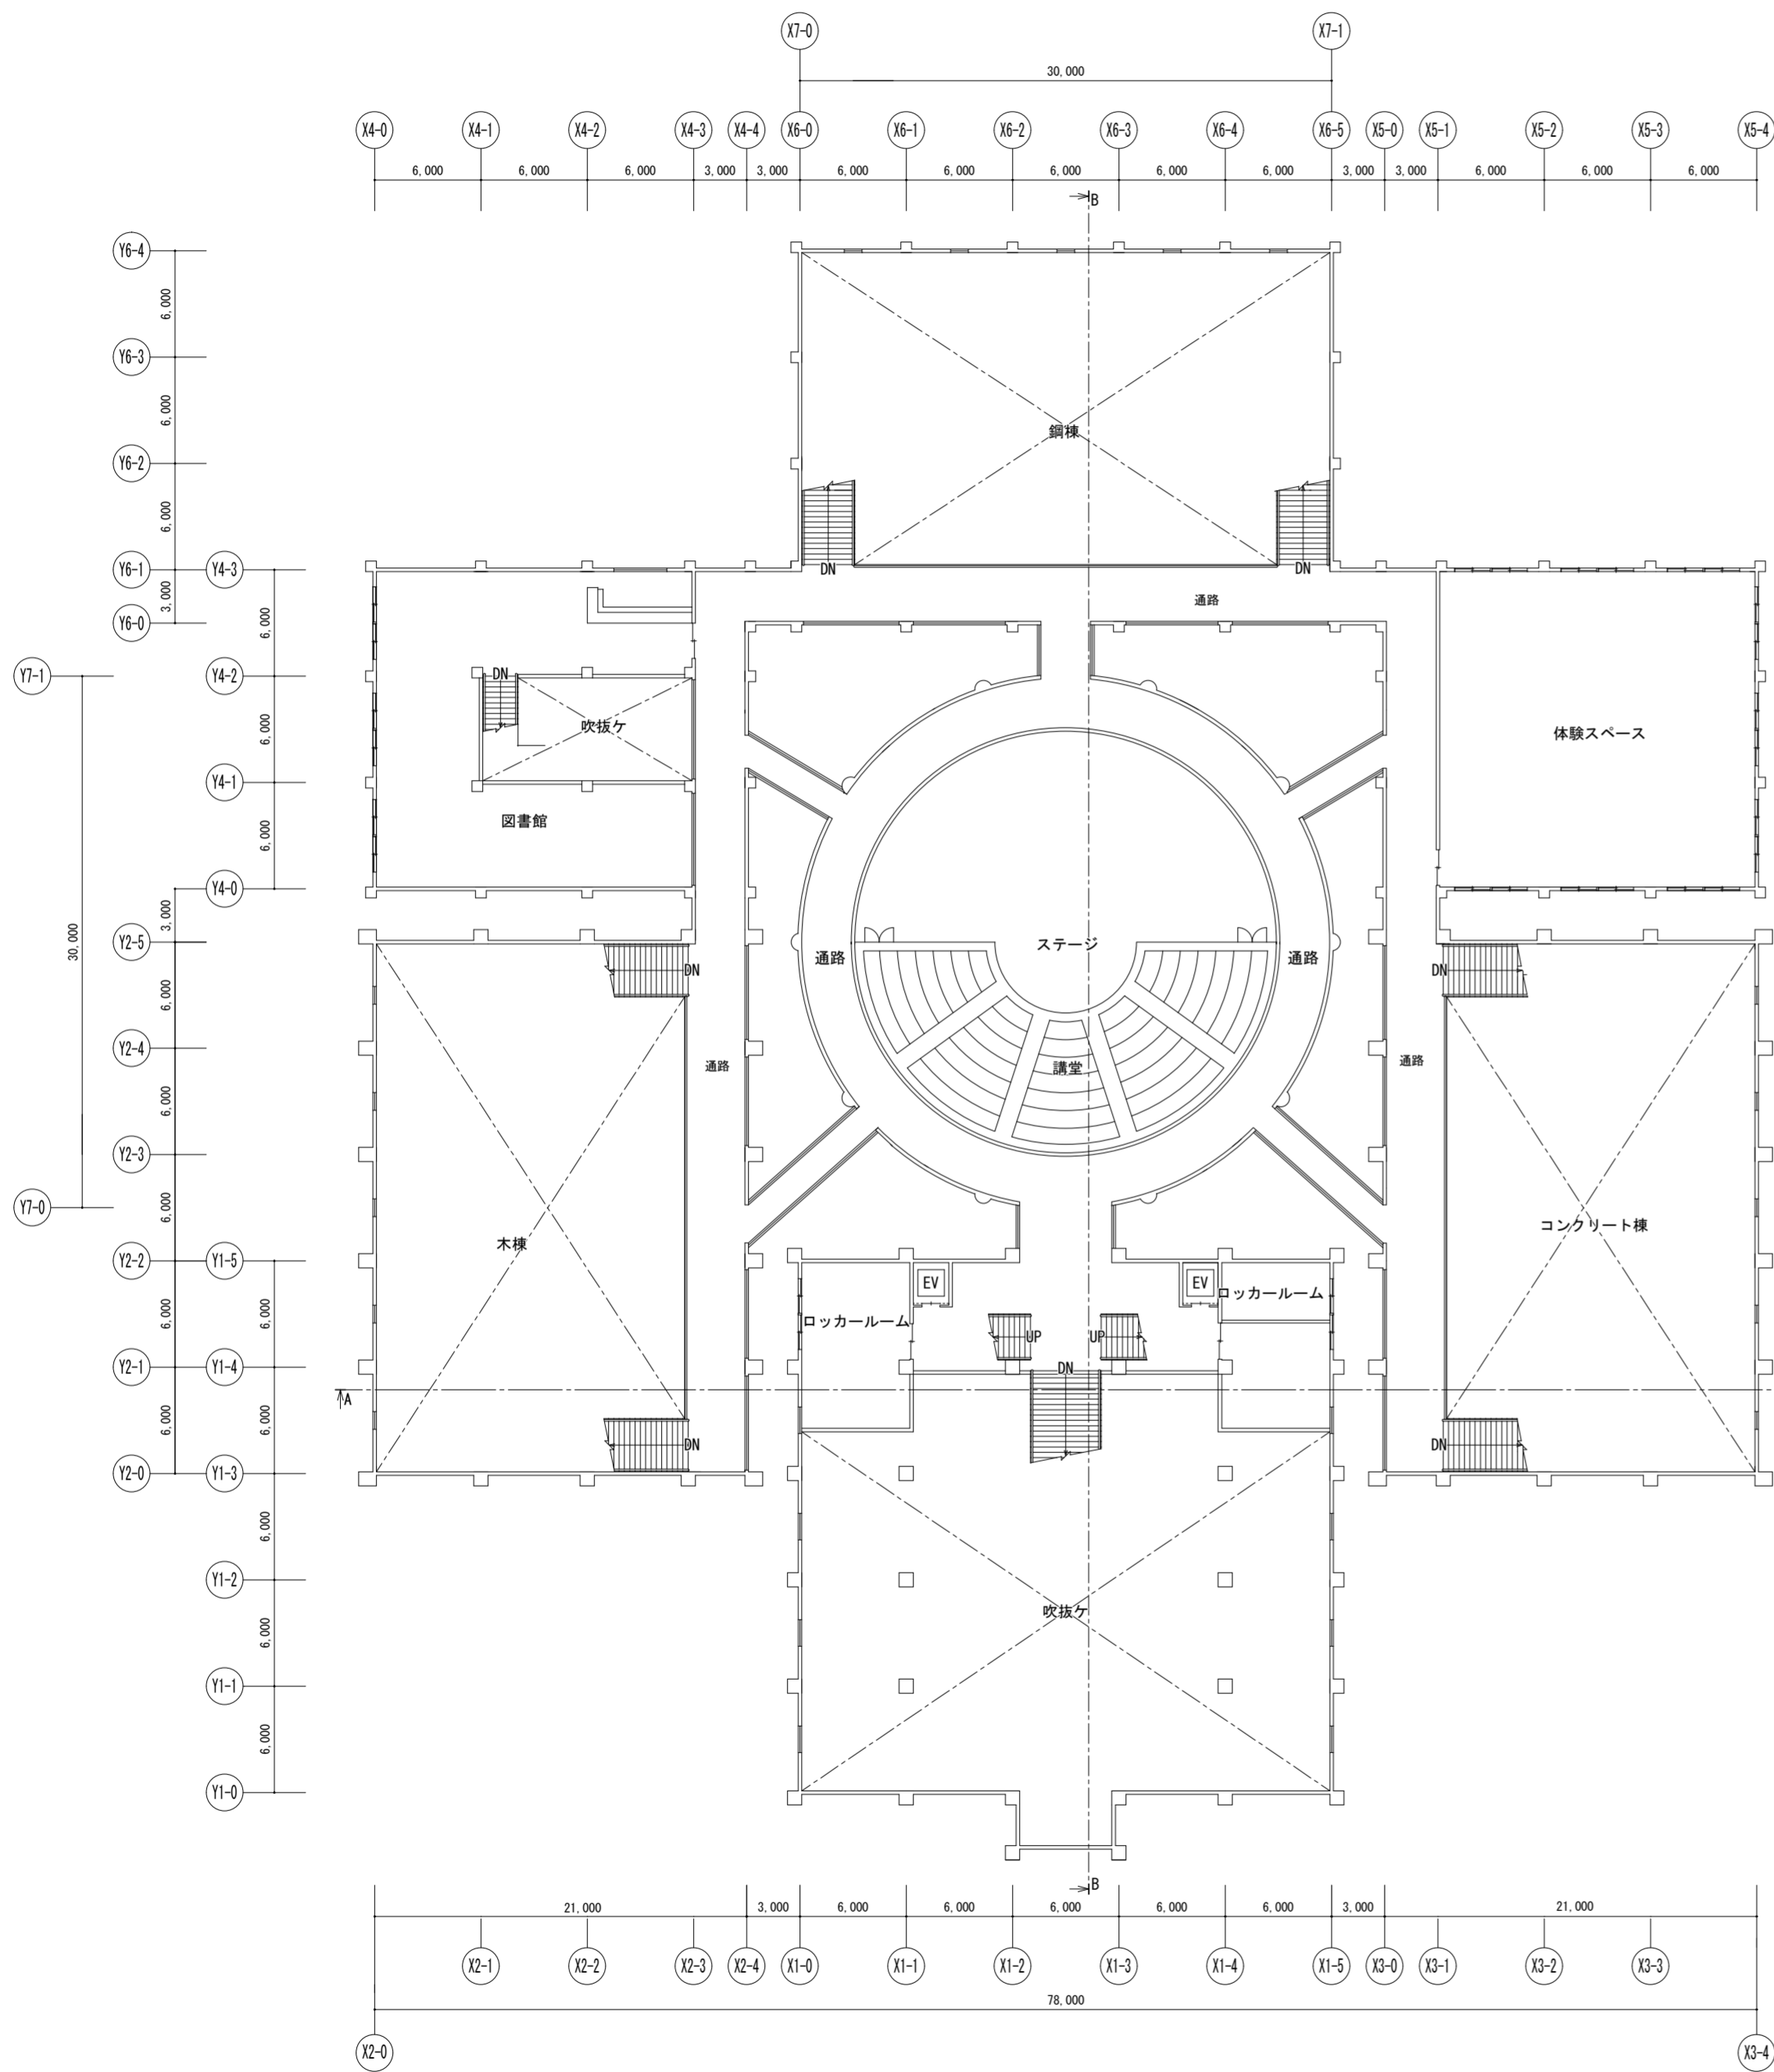 X7-0 X7-1
30,000
X4-0 X4-1 X4-2 X4-3 X4-4 X6-0 X6-1 X6-2 X6-3 X6-4 X6-5 X5-0 X5-1 X5-2 X5-3 X5-4
6,000 6,000 6,000 3,000 3,000 6,000 6,000 6,000 6,000 6,000 3,000 3,000 6,000 6,000 6,000
B
Y6-4
6,000
Y6-3
6,000
鋼棟
Y6-2
6,000
Y6-1 Y4-3
DN DN
3,000
通路
Y6-0
6,000
Y7-1 Y4-2
DN
吹抜ケ
体験スペース
6,000
Y4-1
図書館
6,000
Y4-0
3,000
30,000
Y2-5
ステージ
通路 通路
DN DN
6,000
Y2-4
通路 講堂 通路
6,000
Y2-3
6,000
Y7-0
木棟 コンクリート棟
Y2-2 Y1-5
EV EV
ロッカールーム ロッカールーム
6,000 6,000
UP UP
Y2-1 Y1-4
DN
A
6,000 6,000
DN DN
Y2-0 Y1-3
6,000
Y1-2
吹抜ケ
6,000
Y1-1
6,000
Y1-0
B
21,000 3,000 6,000 6,000 6,000 6,000 6,000 3,000 21,000
X2-1 X2-2 X2-3 X2-4 X1-0 X1-1 X1-2 X1-3 X1-4 X1-5 X3-0 X3-1 X3-2 X3-3
78,000
X2-0 X3-4